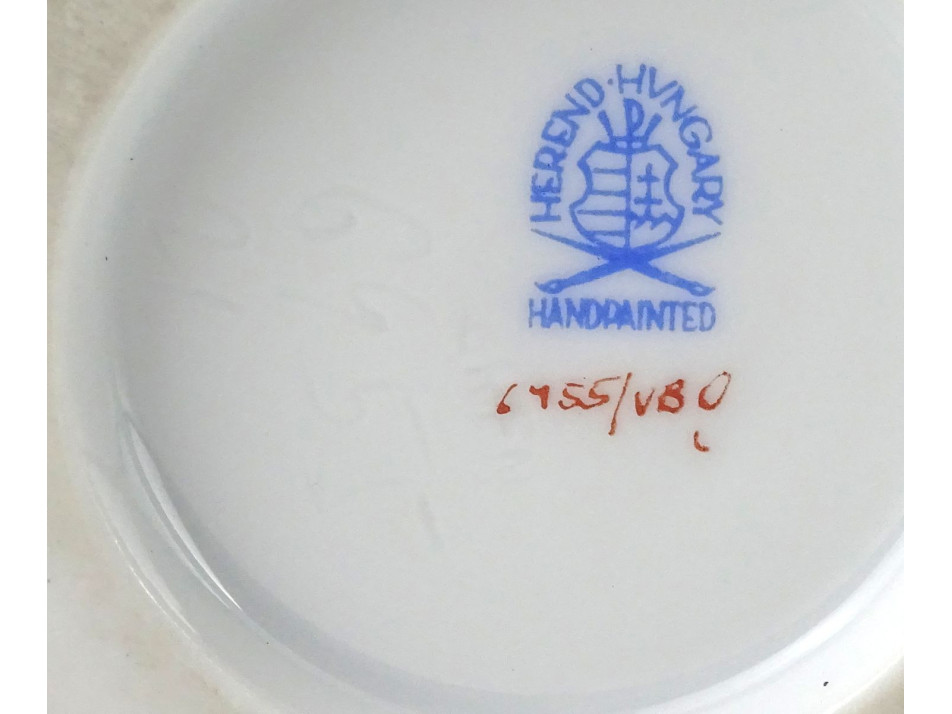 HEREND · HVNGARY
HANDPAINTED
6455/VBO